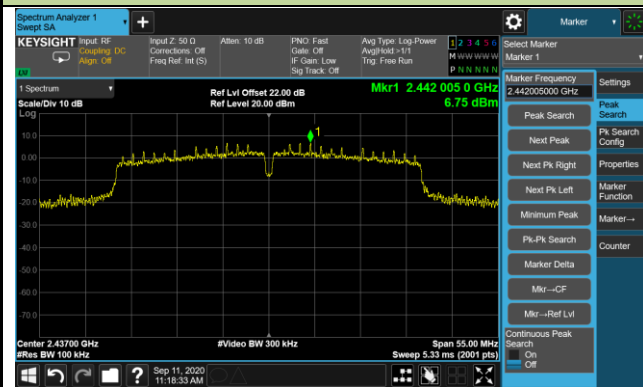 Spectrum Analyzer 1
Swept SA
Marker
KEYSIGHT
Input: RF
Coupling: DC
Align: Off
Input Z: 50 Ω
Corrections: Off
Freq Ref: Int (S)
Atten: 10 dB
PNO: Fast
Gate: Off
IF Gain: Low
Sig Track: Off
Avg Type: Log-Power
Avg|Hold:>1/1
Trig: Free Run
1 2 3 4 5 6
M W W W W W
P N N N N N
LW
Select Marker
Marker 1
1 Spectrum
Scale/Div 10 dB
Log
Ref Lvl Offset 22.00 dB
Ref Level 20.00 dBm
Mkr1 2.442 005 0 GHz
6.75 dBm
1
10.0
0.00
-10.0
-20.0
-30.0
-40.0
-50.0
-60.0
-70.0
Center 2.43700 GHz
#Res BW 100 kHz
#Video BW 300 kHz
Span 55.00 MHz
Sweep 5.33 ms (2001 pts)
Marker Frequency
2.442005000 GHz
Peak Search
Next Peak
Next Pk Right
Next Pk Left
Minimum Peak
Pk-Pk Search
Marker Delta
Mkr→CF
Mkr→Ref Lvl
Continuous Peak
Search
On
Off
Settings
Peak
Search
Pk Search
Config
Properties
Marker
Function
Marker→
Counter
Sep 11, 2020
11:18:33 AM